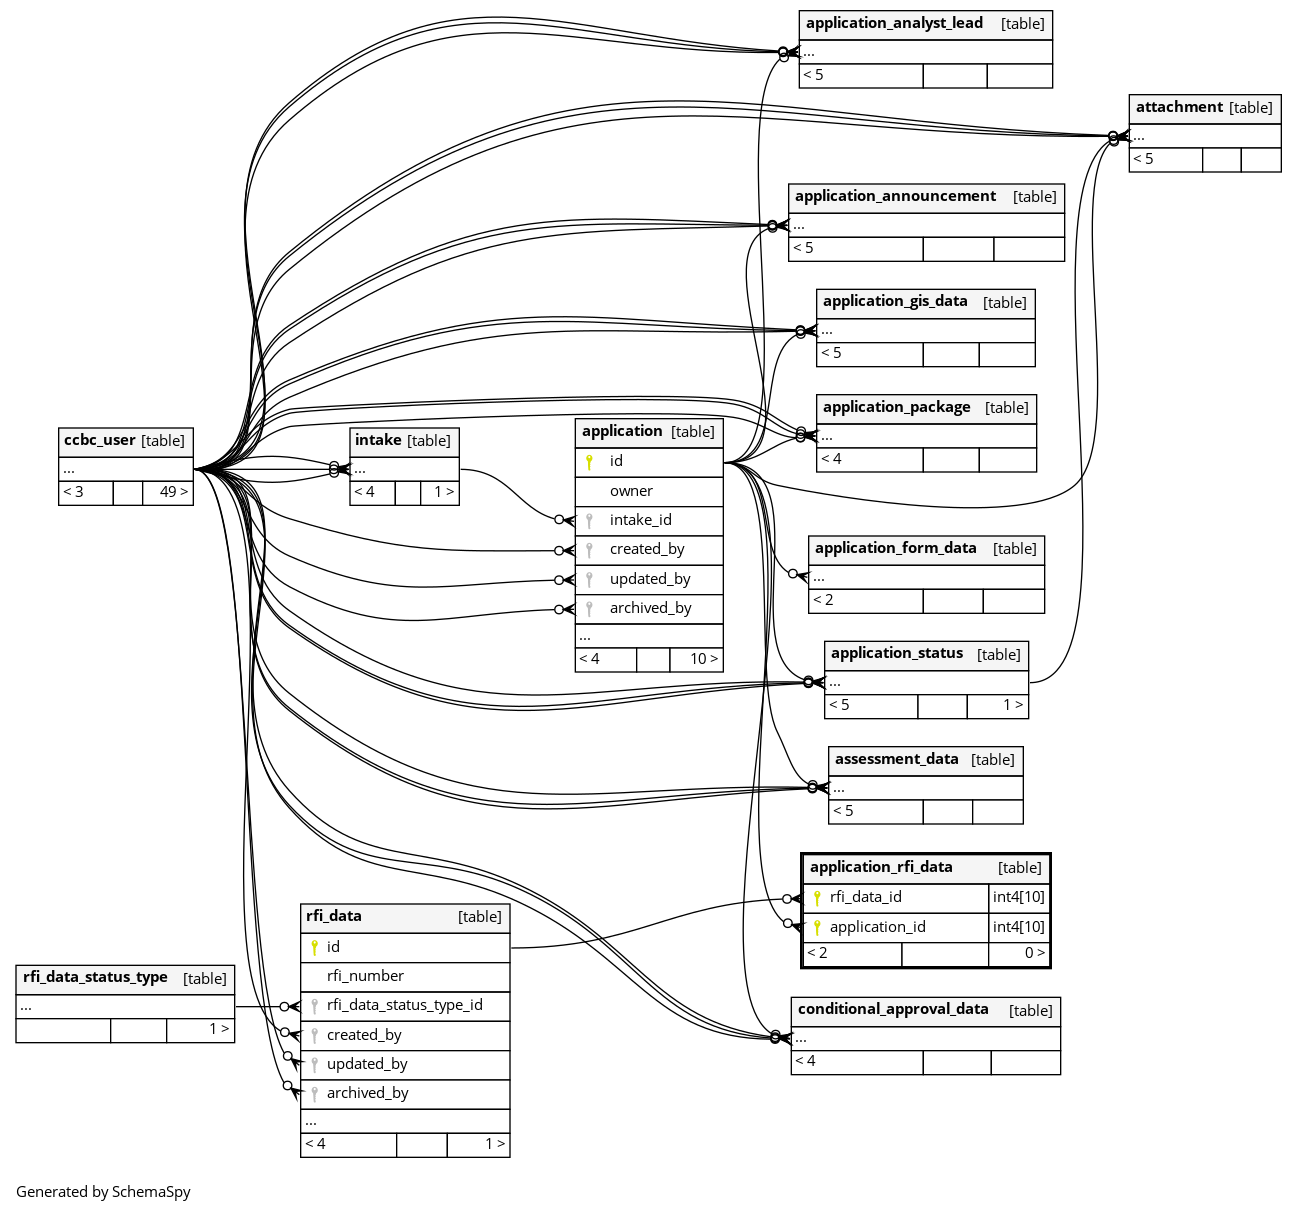 application_analyst_lead [table]
...
< 5
attachment [table]
...
< 5
application_announcement [table]
...
< 5
application_gis_data [table]
...
< 5
application_package [table]
...
< 4
ccbc_user [table]
...
< 3 49 >
intake [table]
...
< 4 1 >
application [table]
id
owner
intake_id
created_by
updated_by
archived_by
...
< 4 10 >
application_form_data [table]
...
< 2
application_status [table]
...
< 5 1 >
assessment_data [table]
...
< 5
application_rfi_data [table]
rfi_data_id int4[10]
application_id int4[10]
< 2 0 >
rfi_data [table]
id
rfi_number
rfi_data_status_type_id
created_by
updated_by
archived_by
...
< 4 1 >
rfi_data_status_type [table]
...
1 >
conditional_approval_data [table]
...
< 4
Generated by SchemaSpy